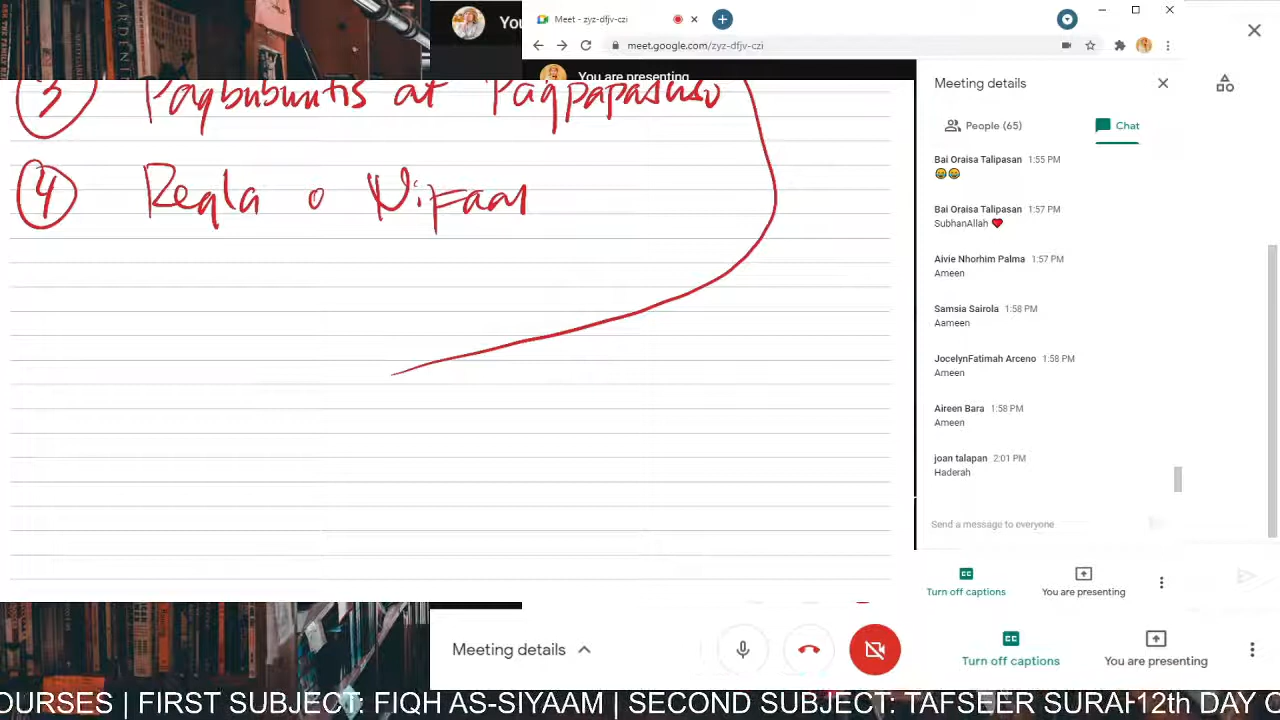 You
Meet - zyz-dfjv-czi
meet.google.com/zyz-dfjv-czi
You are presenting
3 Pagbubuntis at Pagpapasuso
4 Regla o Nifaas
Meeting details
People (65)
Chat
Bai Oraisa Talipasan 1:55 PM
😂😂
Bai Oraisa Talipasan 1:57 PM
SubhanAllah ❤
Aivie Nhorhim Palma 1:57 PM
Ameen
Samsia Sairola 1:58 PM
Aameen
JocelynFatimah Arceno 1:58 PM
Ameen
Aireen Bara 1:58 PM
Ameen
joan talapan 2:01 PM
Haderah
Send a message to everyone
Turn off captions
You are presenting
Meeting details
Turn off captions
You are presenting
OURSES | FIRST SUBJECT: FIQH AS-SIYAAM | SECOND SUBJECT: TAFSEER SURAH 12th DAY